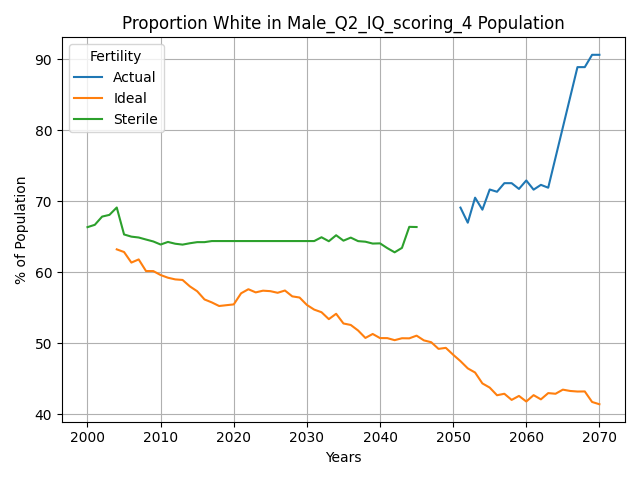 Proportion White in Male_Q2_IQ_scoring_4 Population
Fertility
Actual
Ideal
Sterile
% of Population
90
80
70
60
50
40
2000 2010 2020 2030 2040 2050 2060 2070
Years